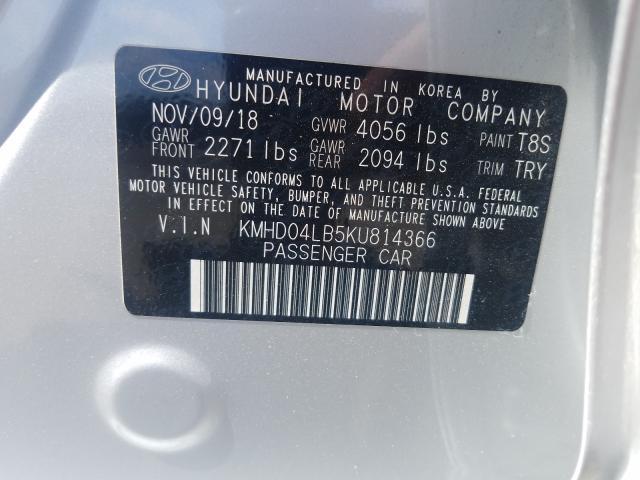 MANUFACTURED IN KOREA BY
HYUNDAI MOTOR COMPANY
NOV/09/18 GVWR 4056 lbs PAINT T8S
GAWR FRONT 2271 lbs GAWR REAR 2094 lbs TRIM TRY
THIS VEHICLE CONFORMS TO ALL APPLICABLE U.S.A. FEDERAL
MOTOR VEHICLE SAFETY, BUMPER, AND THEFT PREVENTION STANDARDS
IN EFFECT ON THE DATE OF MANUFACTURE SHOWN ABOVE.
V.I.N KMHD04LB5KU814366
PASSENGER CAR